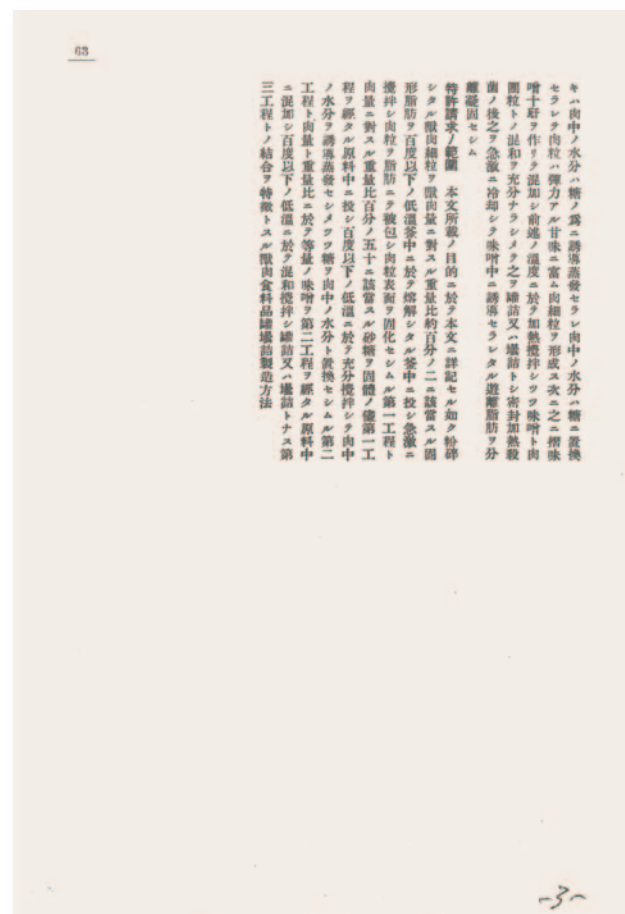 63
キハ肉中ノ水分ハ糖ノ爲ニ誘導蒸發セラレ肉中ノ水分ハ糖ニ置換
セラレテ肉粒ハ彈力アル甘味ニ富ム肉細粒ヲ形成ス次ニ之ニ摺味
噌十瓩ヲ作リテ混加シ前述ノ溫度ニ於テ加熱攪拌シツツ味噌ト肉
團粒トノ混和ヲ充分ナラシメテ之ヲ罐詰又ハ壜詰トシ密封加熱殺
菌ノ後之ヲ急激ニ冷却シテ味噌中ニ誘導セラレタル遊離脂肪ヲ分
離凝固セシム
特許請求ノ範圍 本文所載ノ目的ニ於テ本文ニ詳記セル如ク粉碎
シタル獸肉細粒ヲ獸肉量ニ對スル重量比約百分ノ二ニ該當スル固
形脂肪ヲ百度以下ノ低溫釜中ニ於テ熔解シタル釜中ニ投シ急激ニ
攪拌シ肉粒ヲ脂肪ニテ被包シ肉粒表面ヲ固化セシムル第一工程ト
肉量ニ對スル重量比百分ノ五十ニ該當スル砂糖ヲ固體ノ儘第一工
程ヲ經タル原料中ニ投シ百度以下ノ低溫ニ於テ充分攪拌シテ肉中
ノ水分ヲ誘導蒸發セシメツツ糖ヲ肉中ノ水分ト置換セシムル第二
工程ト肉量ト重量比ニ於テ等量ノ味噌ヲ第二工程ヲ經タル原料中
ニ混加シ百度以下ノ低溫ニ於テ混和攪拌シ罐詰又ハ壜詰トナス第
三工程トノ結合ヲ特徵トスル獸肉食料品罐壜詰製造方法
~3~